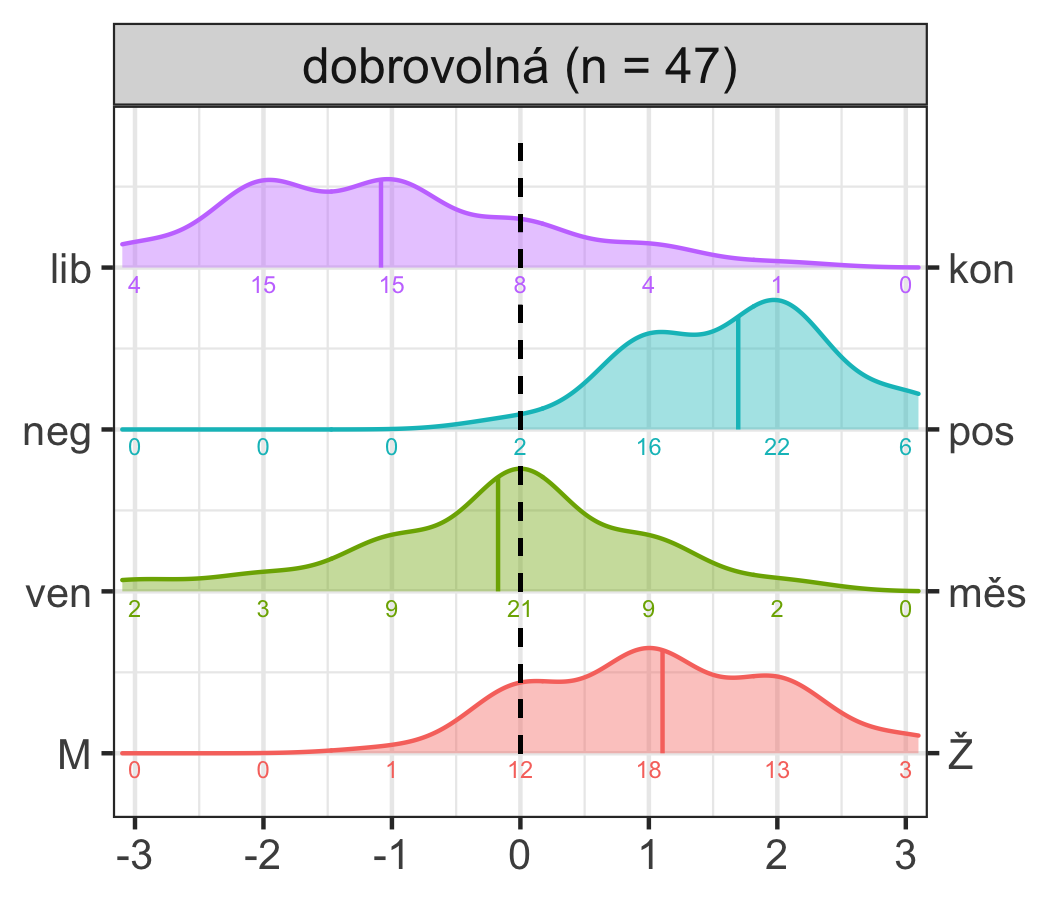 dobrovolná (n = 47)
lib kon
4 15 15 8 4 1 0
neg pos
0 0 0 2 16 22 6
ven měs
2 3 9 21 9 2 0
M Ž
0 0 1 12 18 13 3
-3 -2 -1 0 1 2 3